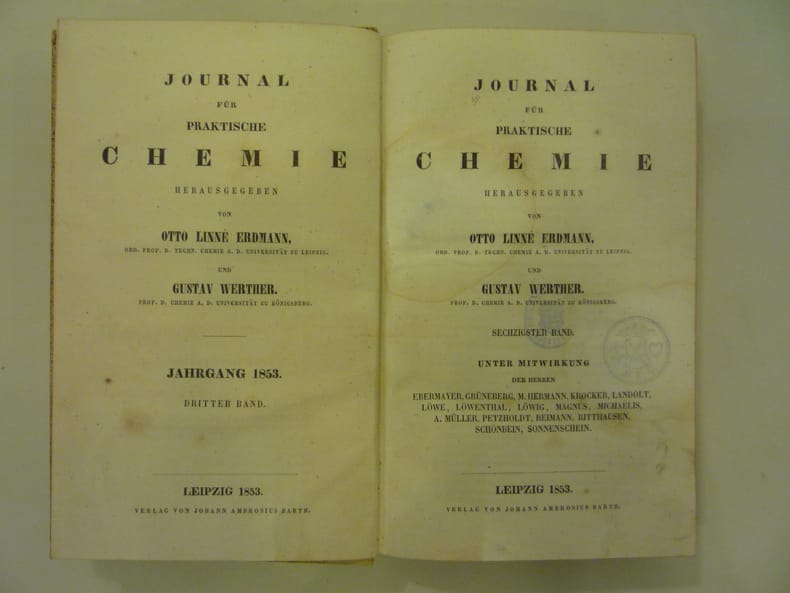 JOURNAL
FÜR
PRAKTISCHE
CHEMIE
HERAUSGEGEBEN
VON
OTTO LINNÉ ERDMANN,
ORD. PROF. D. TECHN. CHEMIE A. D. UNIVERSITÄT ZU LEIPZIG.
UND
GUSTAV WERTHER.
PROF. D. CHEMIE A. D. UNIVERSITÄT ZU KÖNIGSBERG.
JAHRGANG 1853.
DRITTER BAND.
LEIPZIG 1853.
VERLAG VON JOHANN AMBROSIUS BARTH.
JOURNAL
FÜR
PRAKTISCHE
CHEMIE
HERAUSGEGEBEN
VON
OTTO LINNÉ ERDMANN,
ORD. PROF. D. TECHN. CHEMIE A. D. UNIVERSITÄT ZU LEIPZIG.
UND
GUSTAV WERTHER.
PROF. D. CHEMIE A. D. UNIVERSITÄT ZU KÖNIGSBERG.
SECHZIGSTER BAND.
UNTER MITWIRKUNG
DER HERREN
EBERMAYER, GRÜNEBERG, M. HERMANN, KROCKER, LANDOLT,
LÖWE, LÖWENTHAL, LÖWIG, MAGNUS, MICHAELIS,
A. MÜLLER, PETZHOLDT, REIMANN, RITTHAUSEN,
SCHÖNBEIN, SONNENSCHEIN.
LEIPZIG 1853.
VERLAG VON JOHANN AMBROSIUS BARTH.